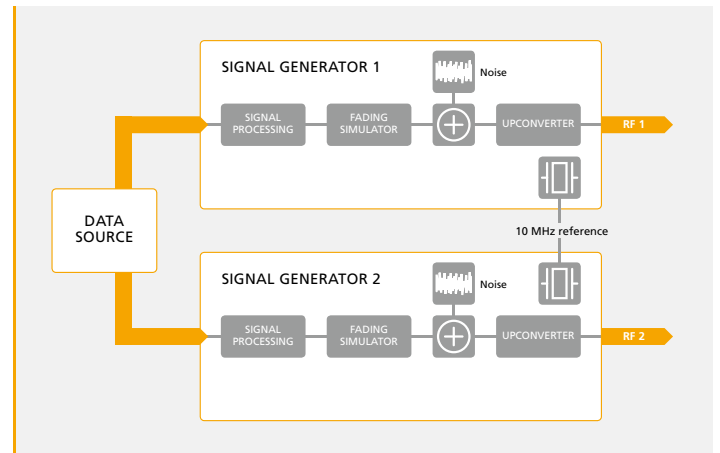 SIGNAL GENERATOR 1
Noise
SIGNAL
PROCESSING
FADING
SIMULATOR
UPCONVERTER
RF 1
DATA
SOURCE
10 MHz reference
SIGNAL GENERATOR 2
Noise
SIGNAL
PROCESSING
FADING
SIMULATOR
UPCONVERTER
RF 2